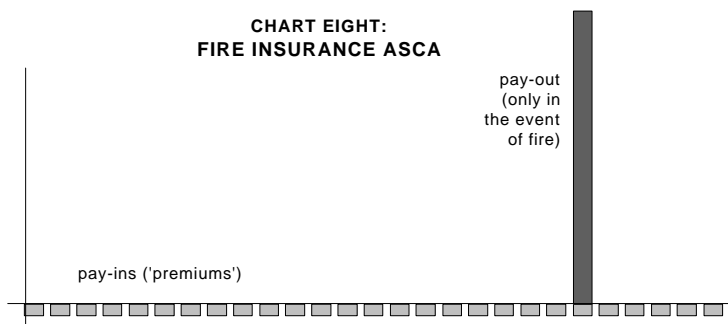 CHART EIGHT:
FIRE INSURANCE ASCA
pay-out
(only in
the event
of fire)
pay-ins ('premiums')